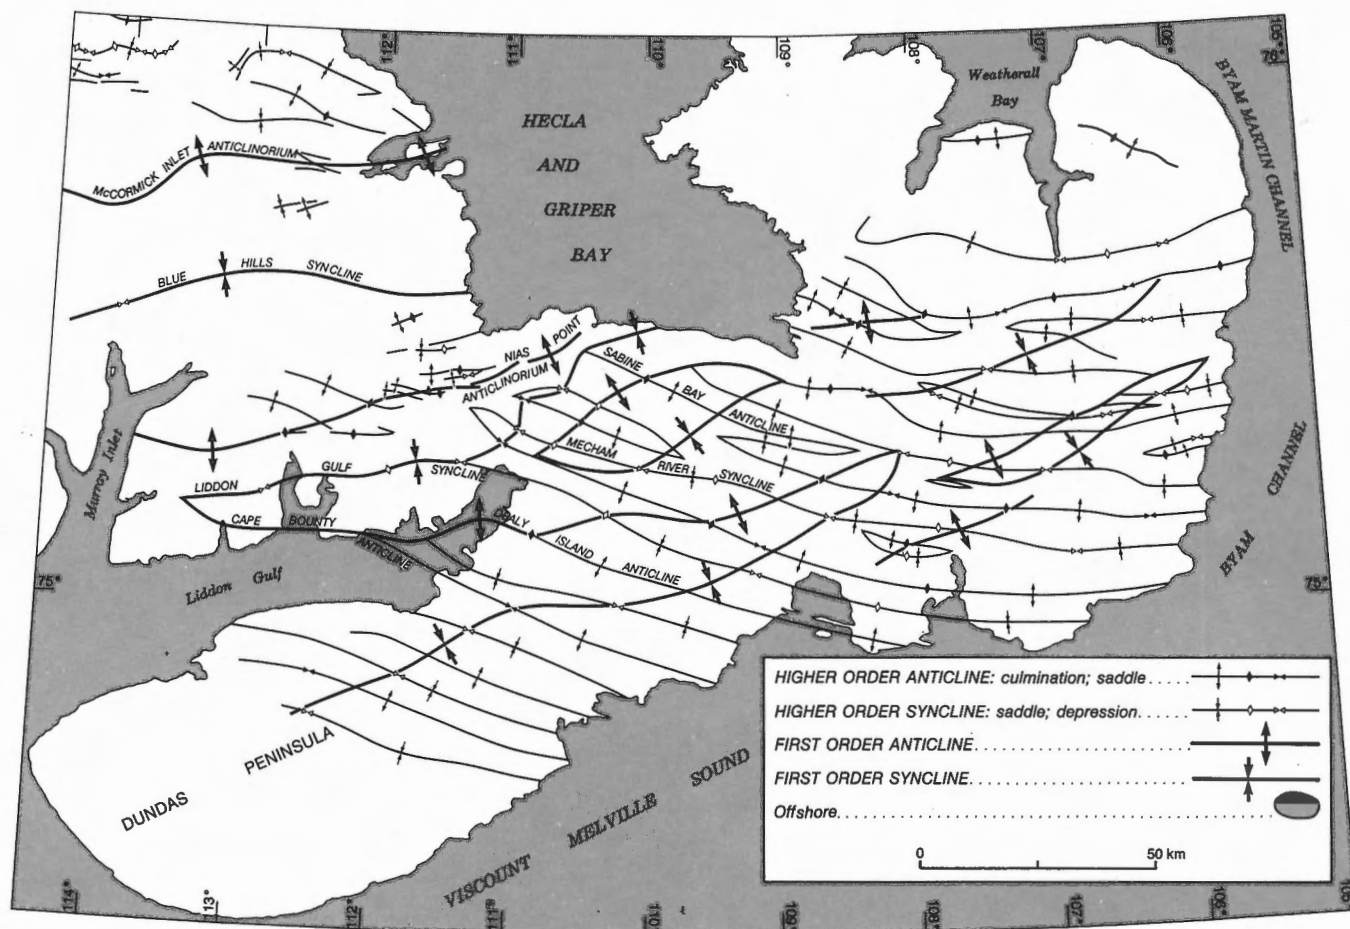 112°
111°
110°
109°
108°
107°
106°
105°
76°
Weatherall
Bay
BYAM MARTIN CHANNEL
HECLA
AND
GRIPER
BAY
McCORMICK INLET ANTICLINORIUM
BLUE HILLS SYNCLINE
NIAS POINT
ANTICLINORIUM
SABINE BAY ANTICLINE
MECHAM RIVER SYNCLINE
Murray Inlet
LIDDON GULF SYNCLINE
CAPE BOUNTY ANTICLINE
DEALY ISLAND ANTICLINE
BYAM CHANNEL
75°
75°
Liddon Gulf
DUNDAS PENINSULA
VISCOUNT MELVILLE SOUND
HIGHER ORDER ANTICLINE: culmination; saddle.....
HIGHER ORDER SYNCLINE: saddle; depression......
FIRST ORDER ANTICLINE
FIRST ORDER SYNCLINE
Offshore
0 50 km
114°
113°
112°
111°
110°
109°
108°
107°
106°